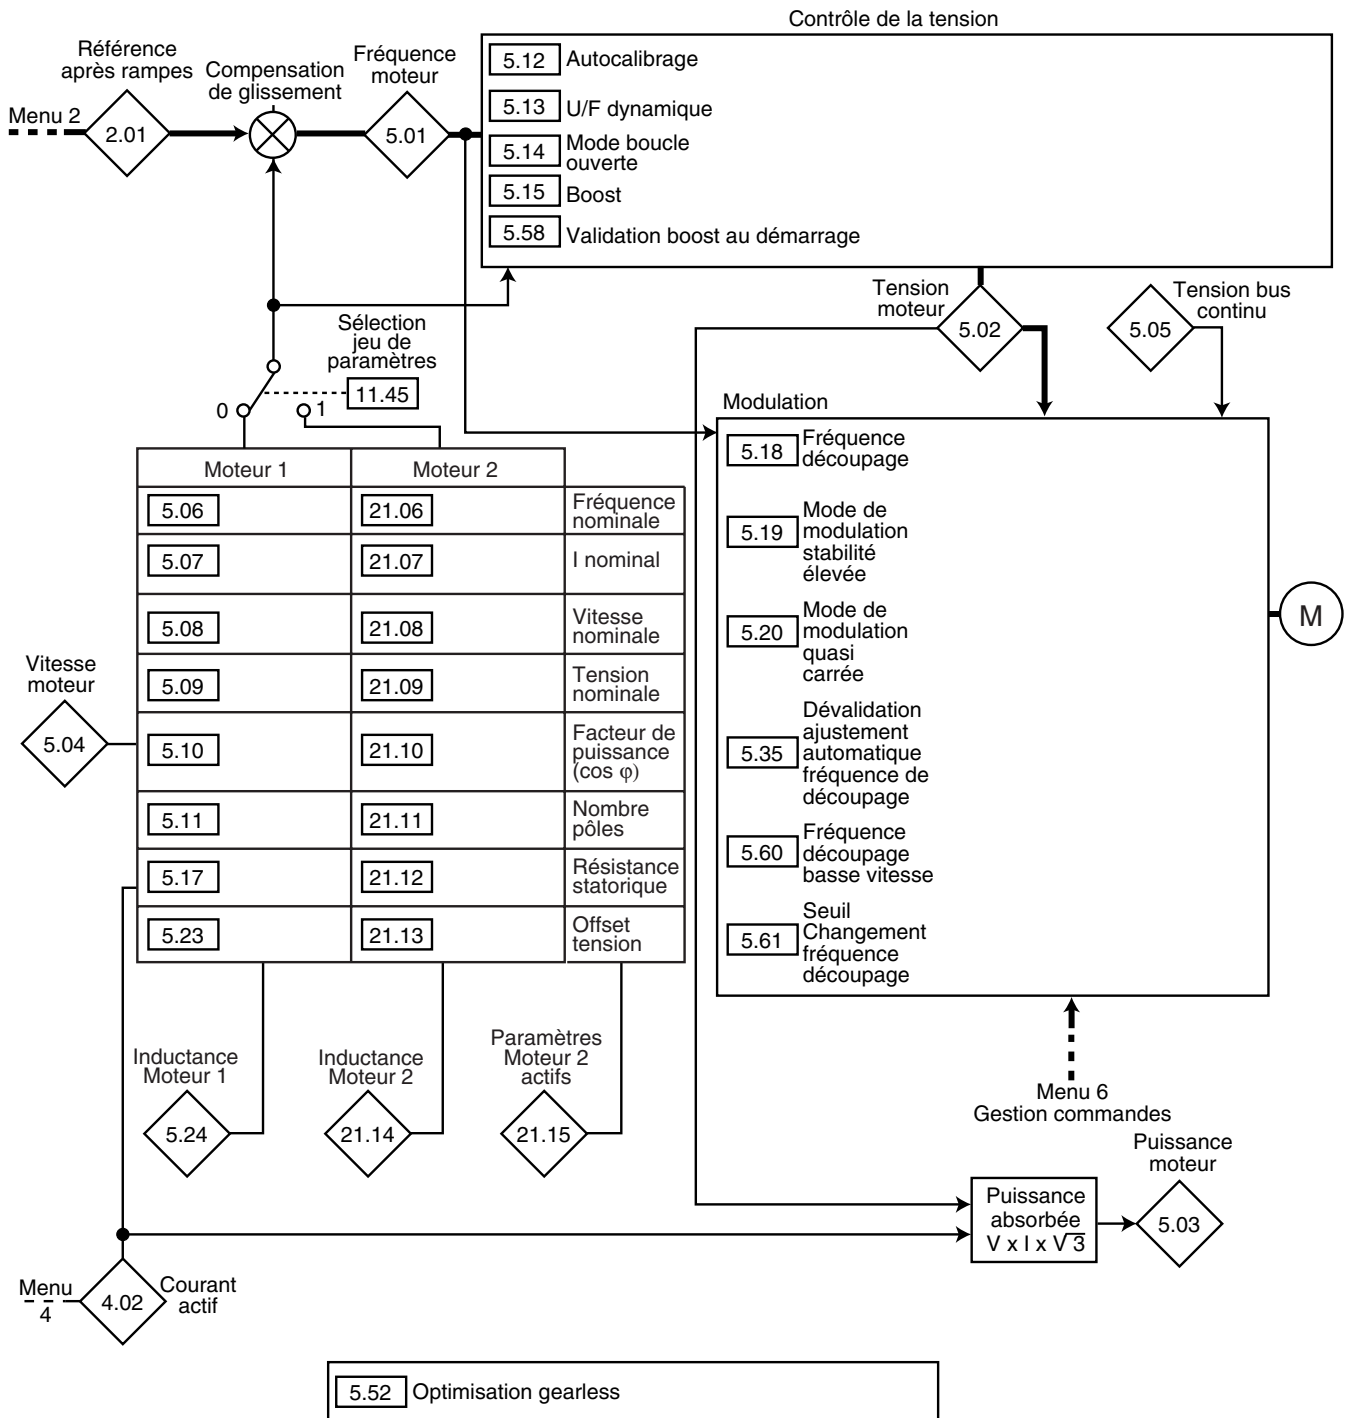 Contrôle de la tension
Référence
après rampes
Compensation
de glissement
Fréquence
moteur
Menu 2
2.01
5.01
5.12 Autocalibrage
5.13 U/F dynamique
5.14 Mode boucle
ouverte
5.15 Boost
5.58 Validation boost au démarrage
Tension
moteur
5.02
Tension bus
continu
5.05
Sélection
jeu de
paramètres
11.45
0
1
Moteur 1
Moteur 2
5.06
21.06
Fréquence
nominale
5.07
21.07
I nominal
5.08
21.08
Vitesse
nominale
5.09
21.09
Tension
nominale
5.10
21.10
Facteur de
puissance
(cos φ)
5.11
21.11
Nombre
pôles
5.17
21.12
Résistance
statorique
5.23
21.13
Offset
tension
Vitesse
moteur
5.04
Modulation
5.18
Fréquence
découpage
5.19
Mode de
modulation
stabilité
élevée
5.20
Mode de
modulation
quasi
carrée
5.35
Dévalidation
ajustement
automatique
fréquence de
découpage
5.60
Fréquence
découpage
basse vitesse
5.61
Seuil
Changement
fréquence
découpage
M
Inductance
Moteur 1
5.24
Inductance
Moteur 2
21.14
Paramètres
Moteur 2
actifs
21.15
Menu 6
Gestion commandes
Puissance
moteur
Puissance
absorbée
V x I x √3
5.03
Menu
4
4.02
Courant
actif
5.52 Optimisation gearless